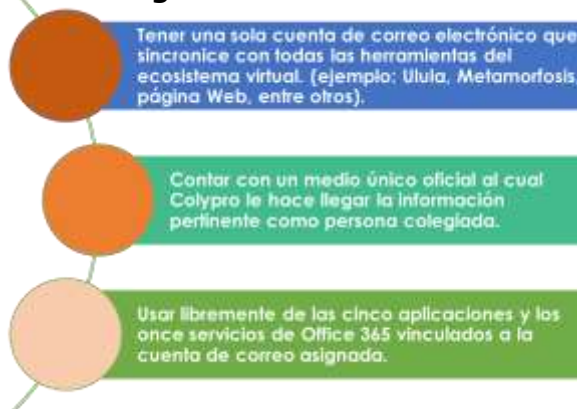 Tener una sola cuenta de correo electrónico que
sincronice con todas las herramientas del
ecosistema virtual. (ejemplo: Ulula, Metamorfosis,
página Web, entre otros).
Contar con un medio único oficial al cual
Colypro le hace llegar la información
pertinente como persona colegiada.
Usar libremente de las cinco aplicaciones y los
once servicios de Office 365 vinculados a la
cuenta de correo asignada.